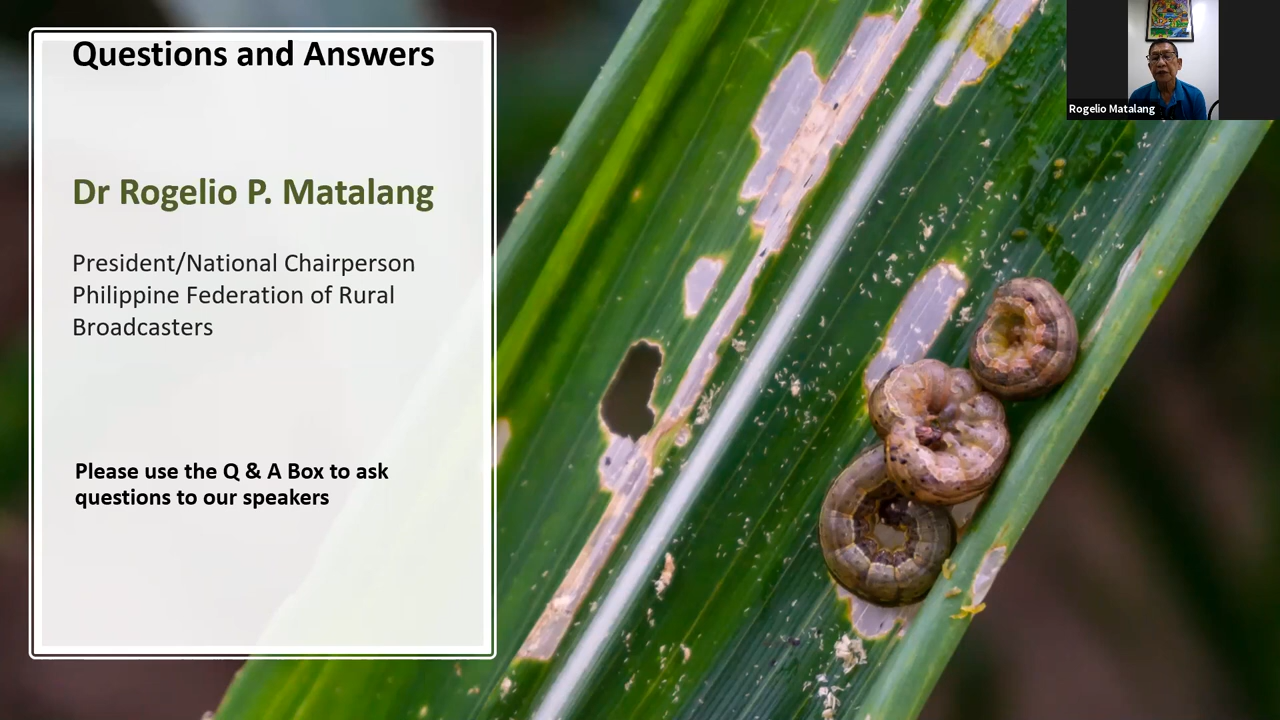 Questions and Answers
Dr Rogelio P. Matalang
President/National Chairperson
Philippine Federation of Rural
Broadcasters
Please use the Q & A Box to ask
questions to our speakers
Rogelio Matalang